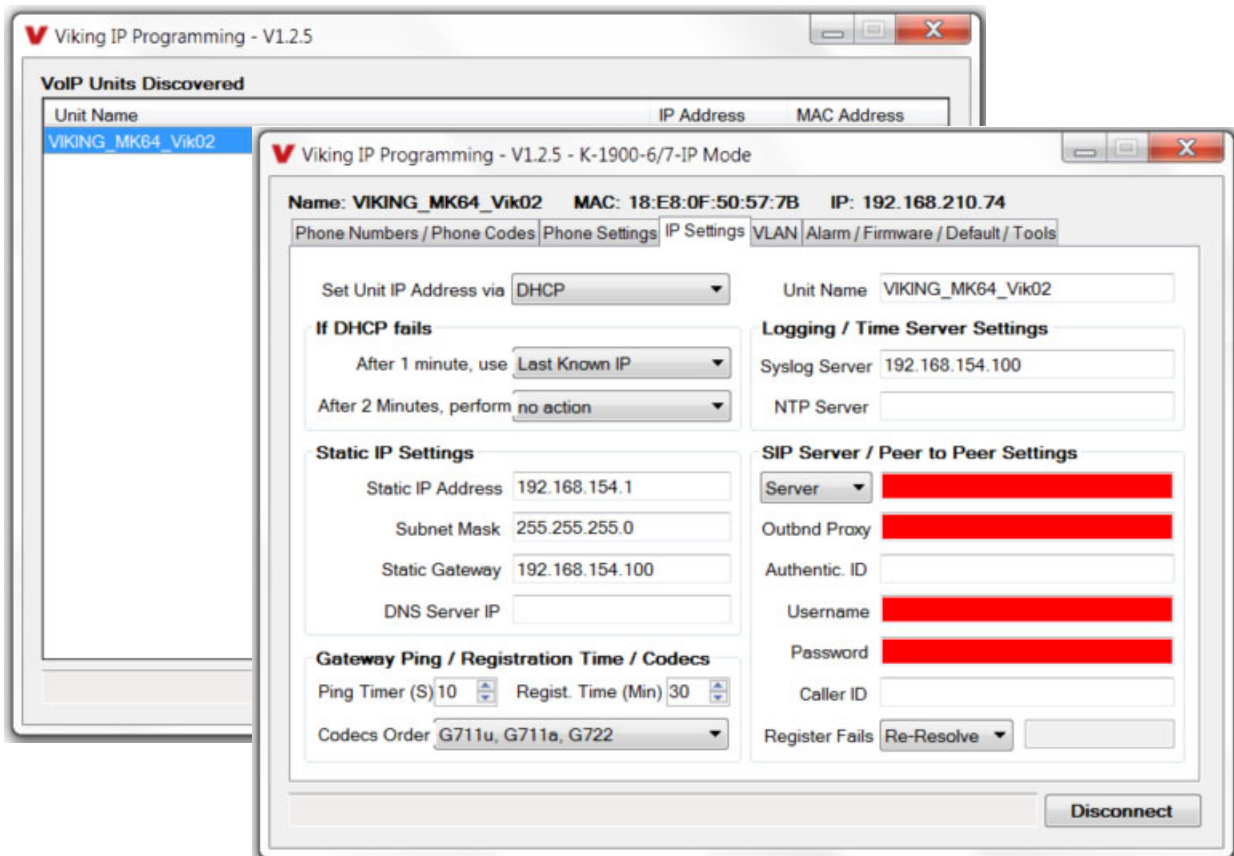 Viking IP Programming - V1.2.5
VoIP Units Discovered
Unit Name IP Address MAC Address
VIKING_MK64_Vik02
Viking IP Programming - V1.2.5 - K-1900-6/7-IP Mode
Name: VIKING_MK64_Vik02 MAC: 18:E8:0F:50:57:7B IP: 192.168.210.74
Phone Numbers / Phone Codes Phone Settings IP Settings VLAN Alarm / Firmware / Default / Tools
Set Unit IP Address via DHCP
If DHCP fails
After 1 minute, use Last Known IP
After 2 Minutes, perform no action
Static IP Settings
Static IP Address 192.168.154.1
Subnet Mask 255.255.255.0
Static Gateway 192.168.154.100
DNS Server IP
Gateway Ping / Registration Time / Codecs
Ping Timer (S) 10 Regist. Time (Min) 30
Codecs Order G711u, G711a, G722
Unit Name VIKING_MK64_Vik02
Logging / Time Server Settings
Syslog Server 192.168.154.100
NTP Server
SIP Server / Peer to Peer Settings
Server
Outbnd Proxy
Authentic. ID
Username
Password
Caller ID
Register Fails Re-Resolve
Disconnect